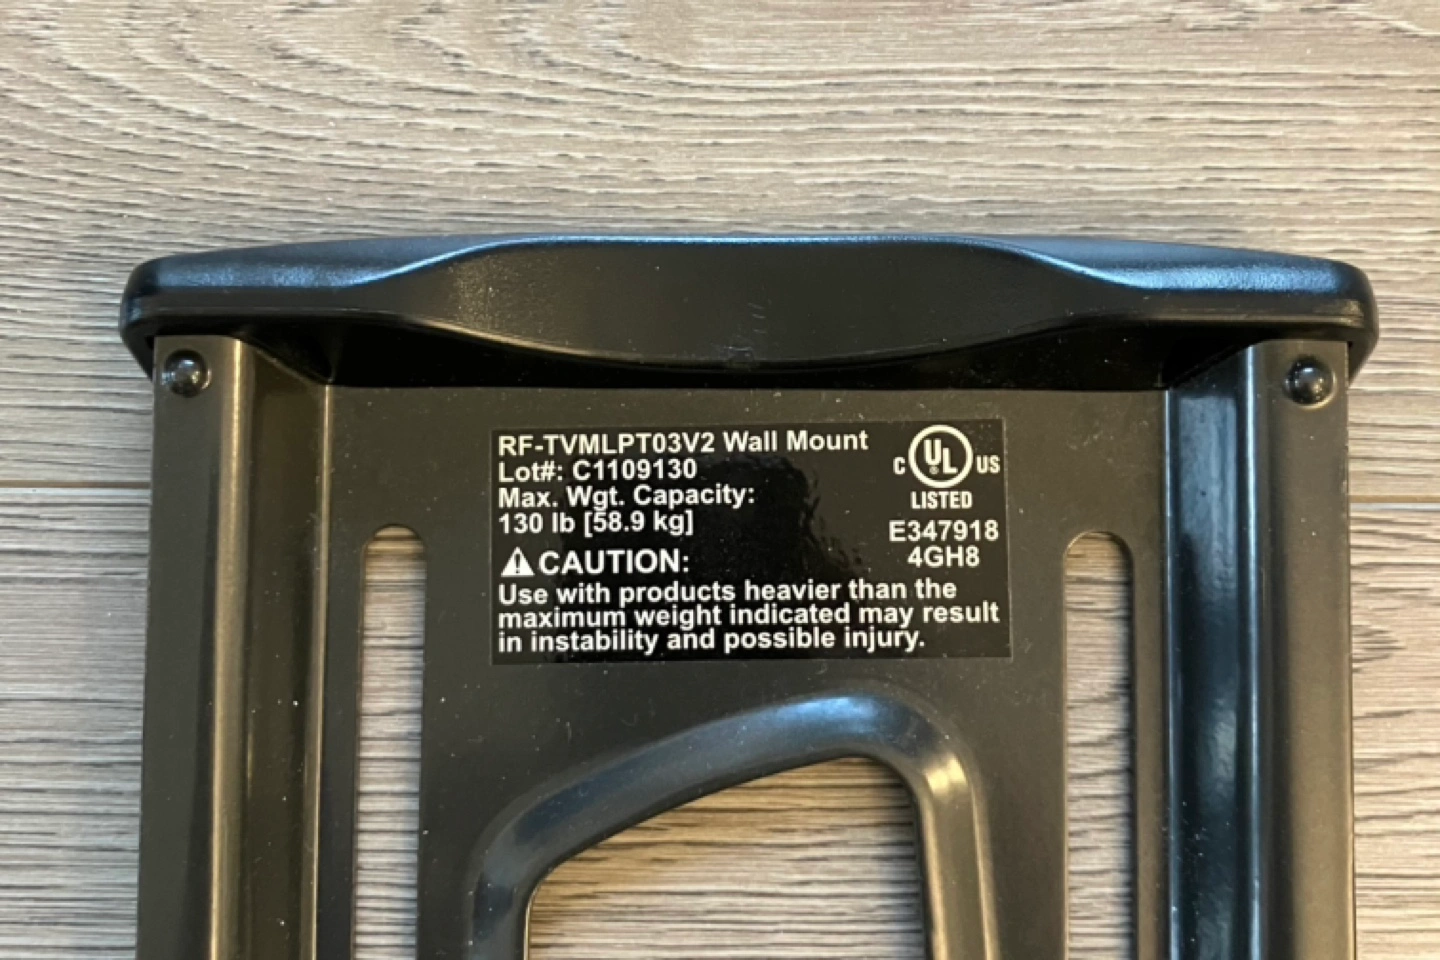 RF-TVMLPT03V2 Wall Mount
Lot#: C1109130
Max. Wgt. Capacity:
130 lb [58.9 kg]
C UL® US
LISTED
E347918
4GH8
CAUTION:
Use with products heavier than the
maximum weight indicated may result
in instability and possible injury.